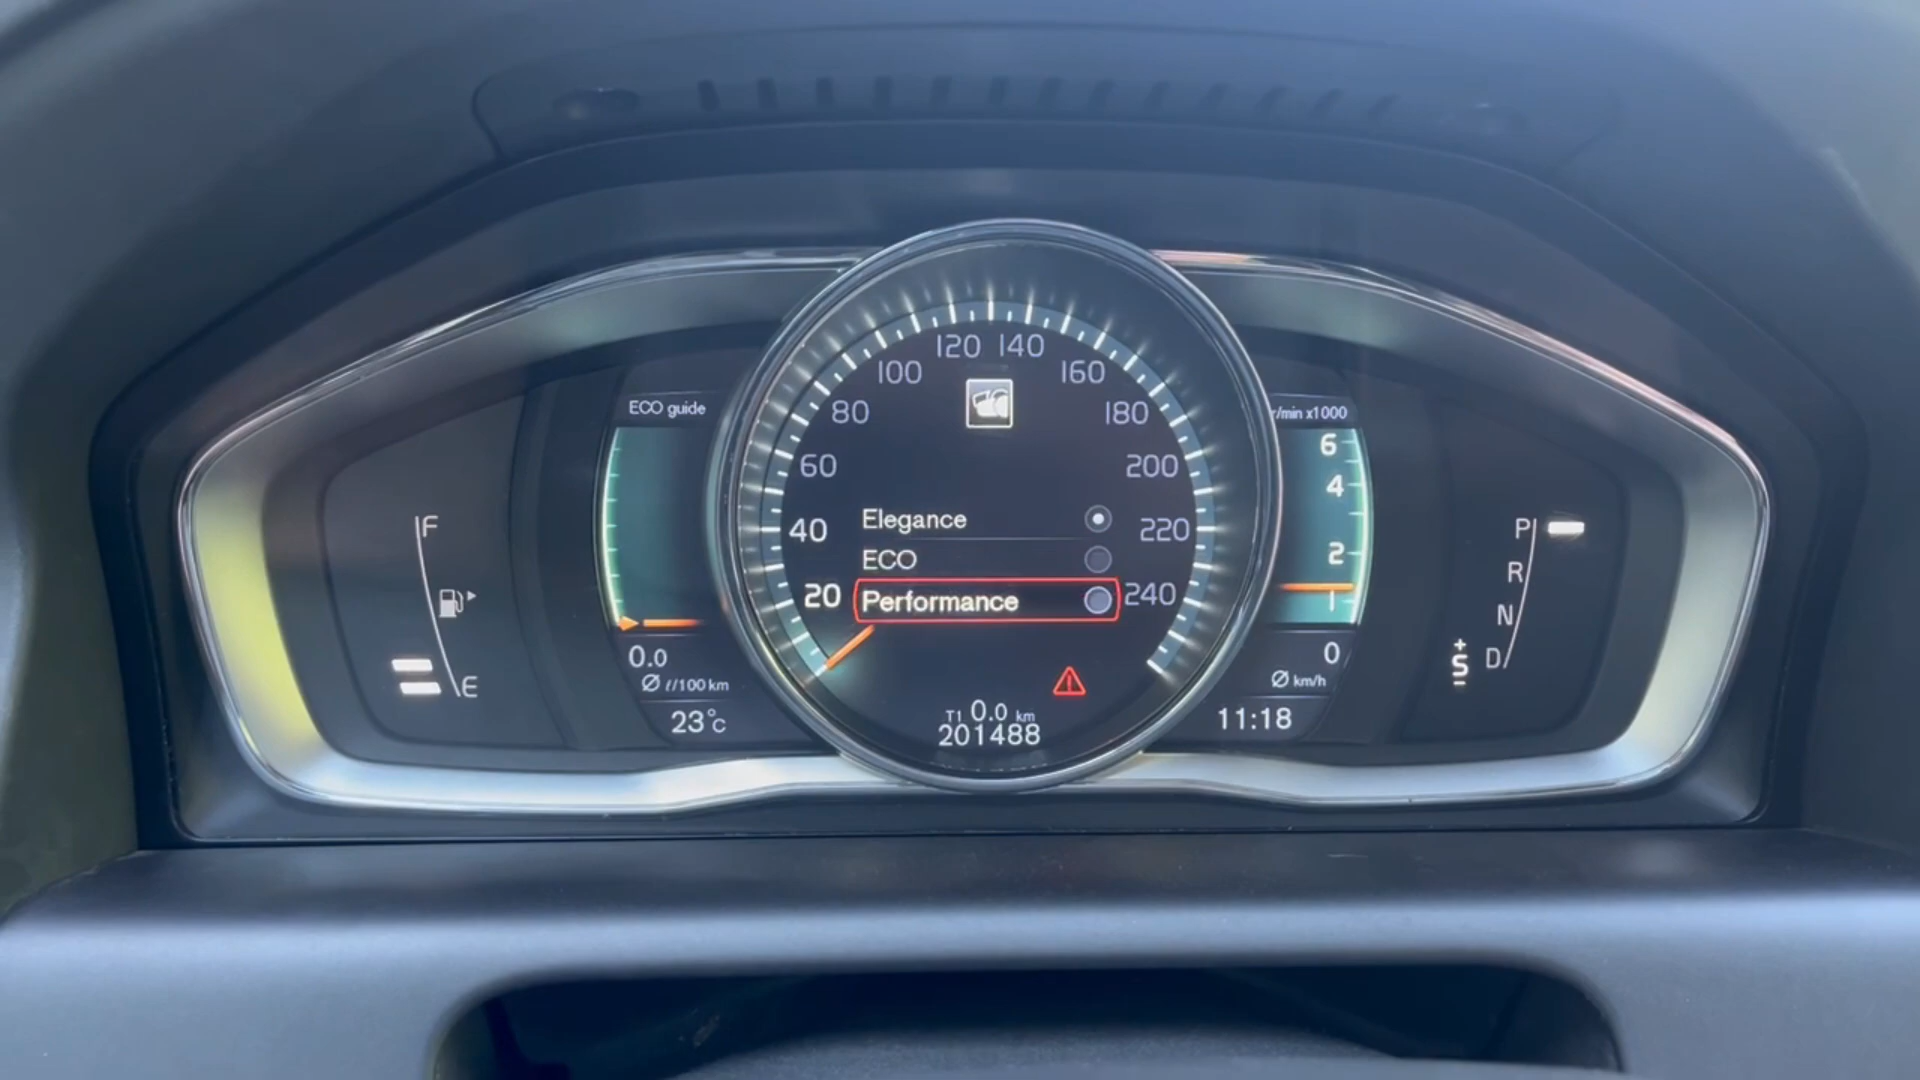 ECO guide
0.0
Ø ℓ/100 km
23°C
F
E
20
40
60
80
100
120
140
160
180
200
220
240
Elegance
ECO
Performance
T1 0.0 km
201488
r/min x1000
6
4
2
1
0
Ø km/h
11:18
P
R
N
D
+
S
-